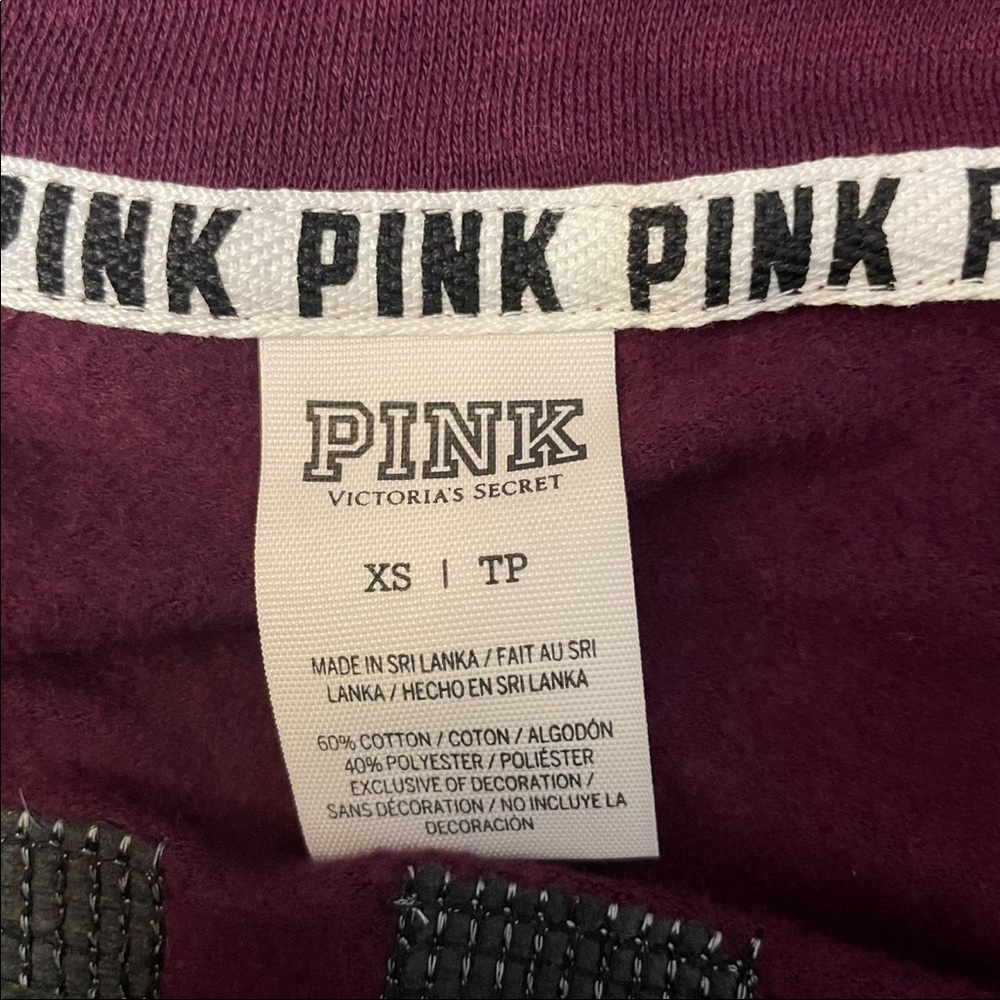 PINK PINK PINK P
PINK
VICTORIA'S SECRET
XS | TP
MADE IN SRI LANKA / FAIT AU SRI
LANKA / HECHO EN SRI LANKA
60% COTTON / COTON / ALGODÓN
40% POLYESTER / POLIÉSTER
EXCLUSIVE OF DECORATION /
SANS DÉCORATION / NO INCLUYE LA
DECORACIÓN